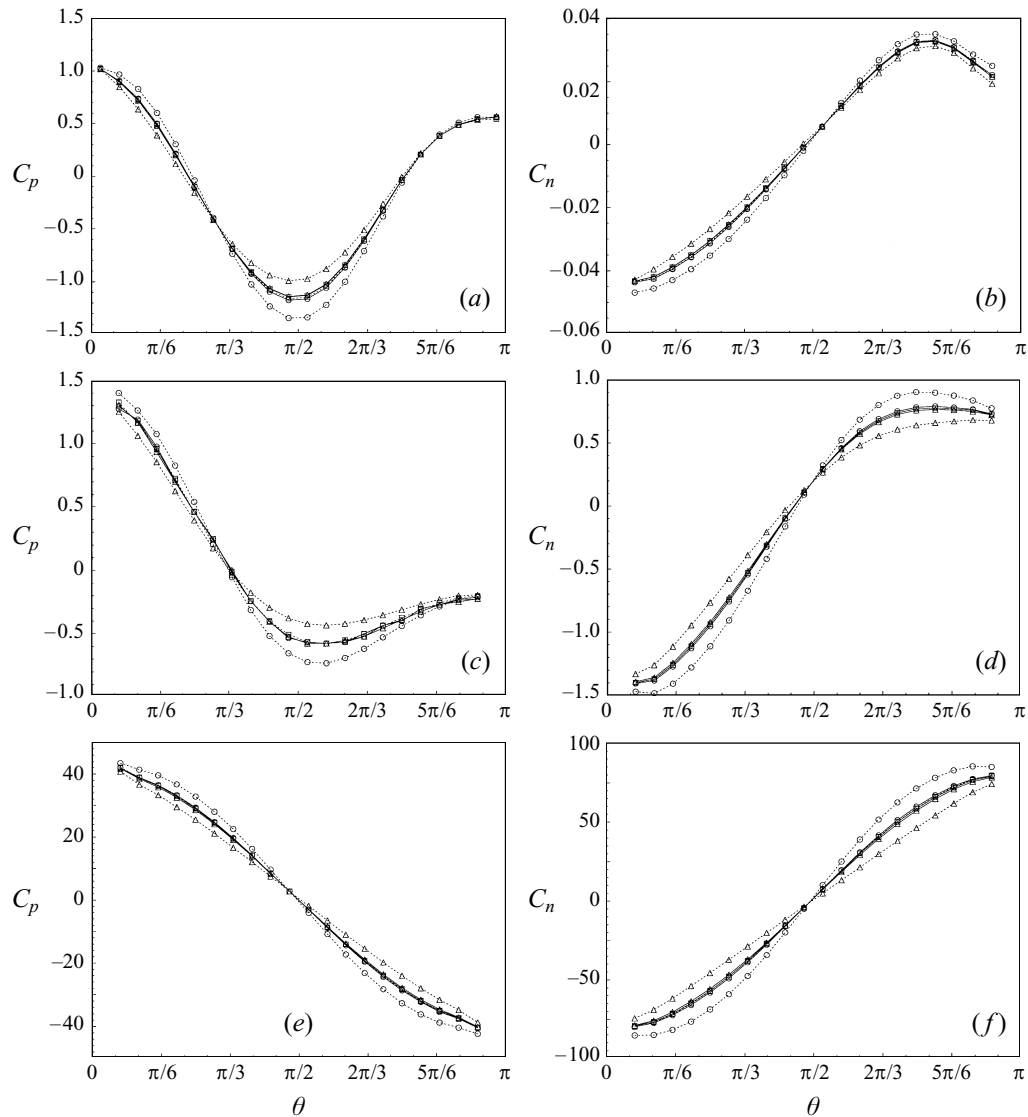 1.5
1.0
0.5
0
−0.5
−1.0
−1.5
C_p
(a)
0
π/6
π/3
π/2
2π/3
5π/6
π
0.04
0.02
0
−0.02
−0.04
−0.06
C_n
(b)
0
π/6
π/3
π/2
2π/3
5π/6
π
1.5
1.0
0.5
0
−0.5
−1.0
C_p
(c)
0
π/6
π/3
π/2
2π/3
5π/6
π
1.0
0.5
0
−0.5
−1.0
−1.5
C_n
(d)
0
π/6
π/3
π/2
2π/3
5π/6
π
40
20
0
−20
−40
C_p
(e)
0
π/6
π/3
π/2
2π/3
5π/6
π
θ
100
50
0
−50
−100
C_n
(f)
0
π/6
π/3
π/2
2π/3
5π/6
π
θ